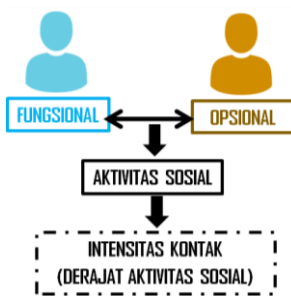 FUNGSIONAL
OPSIONAL
AKTIVITAS SOSIAL
INTENSITAS KONTAK
(DERAJAT AKTIVITAS SOSIAL)